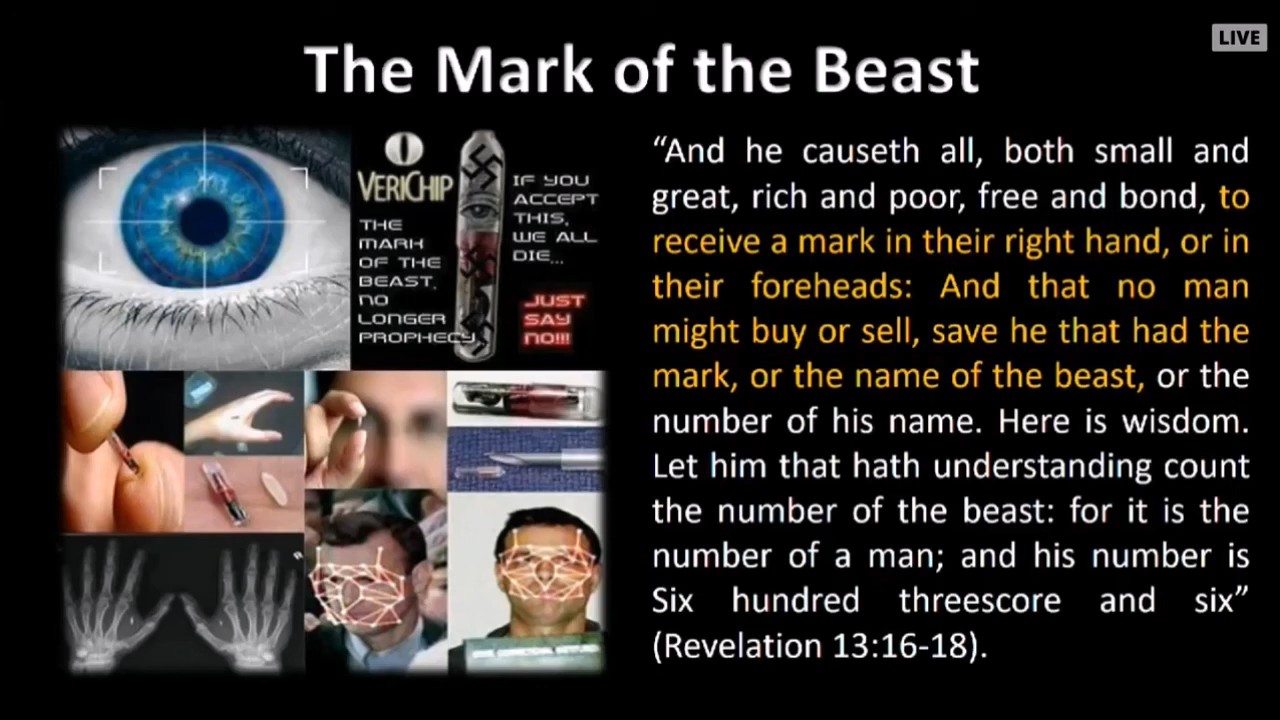 LIVE
The Mark of the Beast
VERICHIP
THE
MARK
OF THE
BEAST,
NO
LONGER
PROPHECY
IF YOU
ACCEPT
THIS,
WE ALL
DIE...
JUST
SAY
NO!!!
“And he causeth all, both small and
great, rich and poor, free and bond, to
receive a mark in their right hand, or in
their foreheads: And that no man
might buy or sell, save he that had the
mark, or the name of the beast, or the
number of his name. Here is wisdom.
Let him that hath understanding count
the number of the beast: for it is the
number of a man; and his number is
Six hundred threescore and six”
(Revelation 13:16-18).